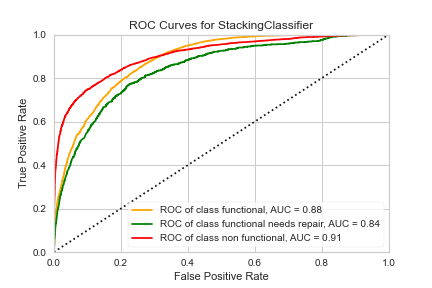 ROC Curves for StackingClassifier
1.0
0.8
0.6
0.4
0.2
0.0
True Positive Rate
ROC of class functional, AUC = 0.88
ROC of class functional needs repair, AUC = 0.84
ROC of class non functional, AUC = 0.91
0.0 0.2 0.4 0.6 0.8 1.0
False Positive Rate